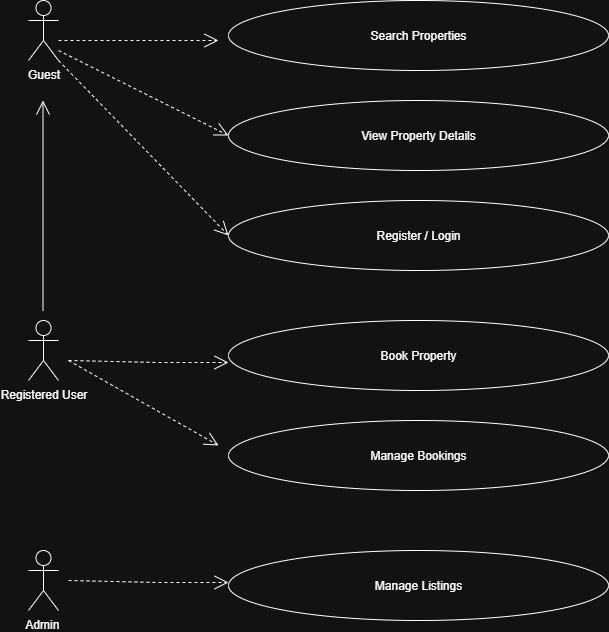 Search Properties
Guest
View Property Details
Register / Login
Book Property
Registered User
Manage Bookings
Manage Listings
Admin